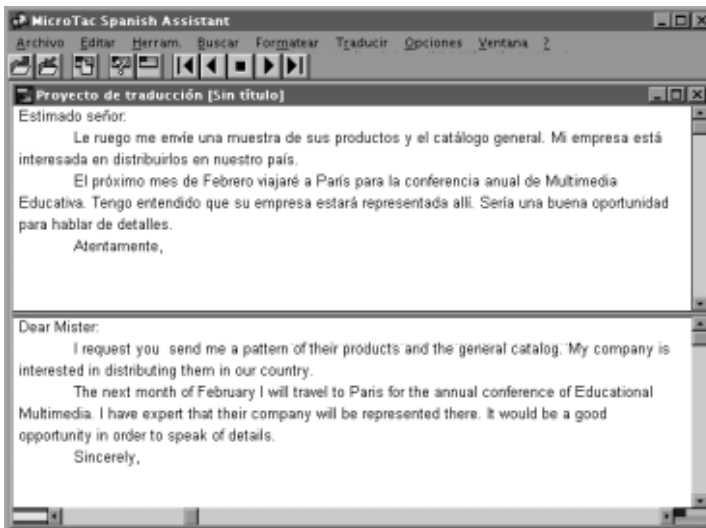 MicroTac Spanish Assistant
Archivo Editar Herram. Buscar Formatear Traducir Opciones Ventana ?
Proyecto de traducción [Sin título]
Estimado señor:
Le ruego me envíe una muestra de sus productos y el catálogo general. Mi empresa está
interesada en distribuirlos en nuestro país.
El próximo mes de Febrero viajaré a París para la conferencia anual de Multimedia
Educativa. Tengo entendido que su empresa estará representada allí. Sería una buena oportunidad
para hablar de detalles.
Atentamente,
Dear Mister:
I request you send me a pattern of their products and the general catalog. My company is
interested in distributing them in our country.
The next month of February I will travel to Paris for the annual conference of Educational
Multimedia. I have expert that their company will be represented there. It would be a good
opportunity in order to speak of details.
Sincerely,